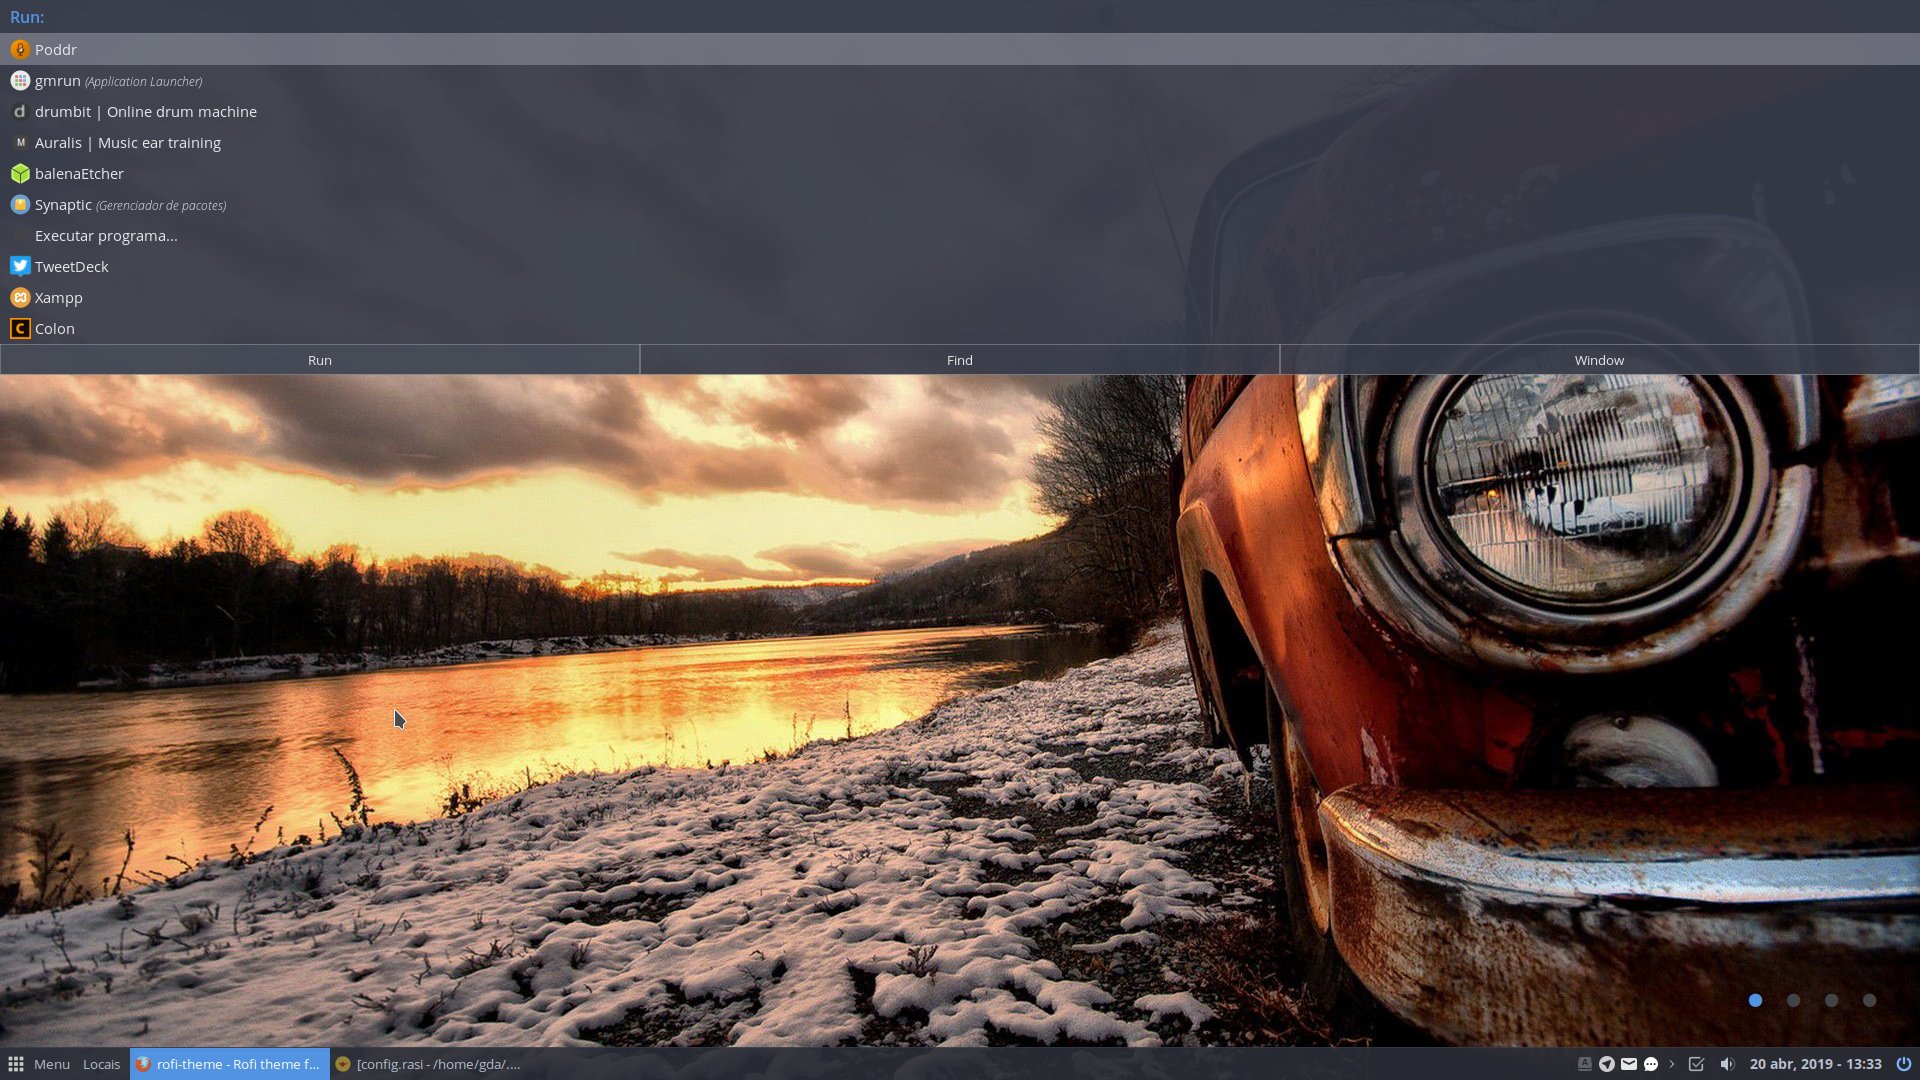 Run:
Poddr
gmrun (Application Launcher)
drumbit | Online drum machine
Auralis | Music ear training
balenaEtcher
Synaptic (Gerenciador de pacotes)
Executar programa...
TweetDeck
Xampp
Colon
Run Find Window
Menu Locais rofi-theme - Rofi theme f... [config.rasi - /home/gda/.... 20 abr, 2019 - 13:33